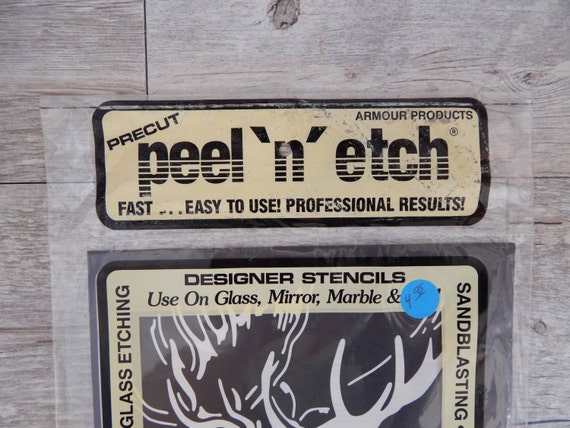 PRECUT
ARMOUR PRODUCTS
peel 'n' etch®
FAST ...EASY TO USE! PROFESSIONAL RESULTS!
DESIGNER STENCILS
Use On Glass, Mirror, Marble &
GLASS ETCHING
SANDBLASTING